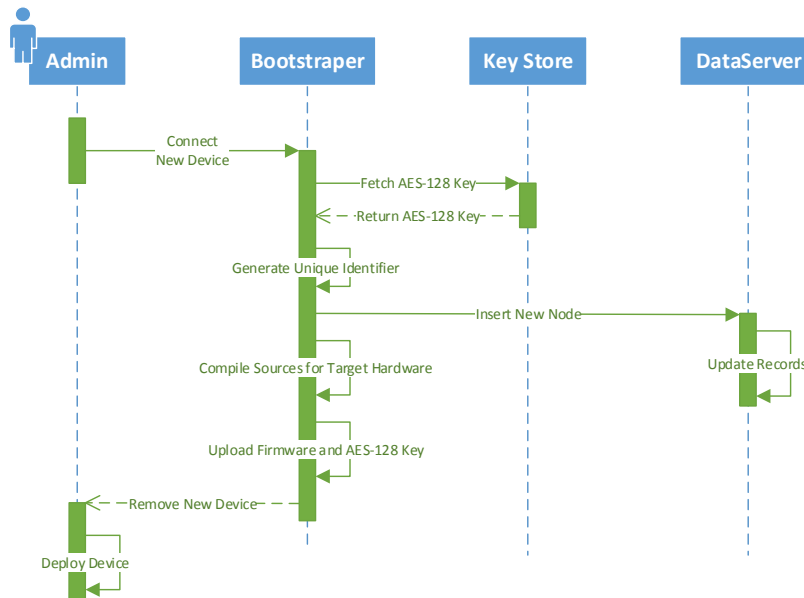 Admin
Bootstraper
Key Store
DataServer
Connect
New Device
Fetch AES-128 Key
Return AES-128 Key
Generate Unique Identifier
Insert New Node
Compile Sources for Target Hardware
Update Records
Upload Firmware and AES-128 Key
Remove New Device
Deploy Device